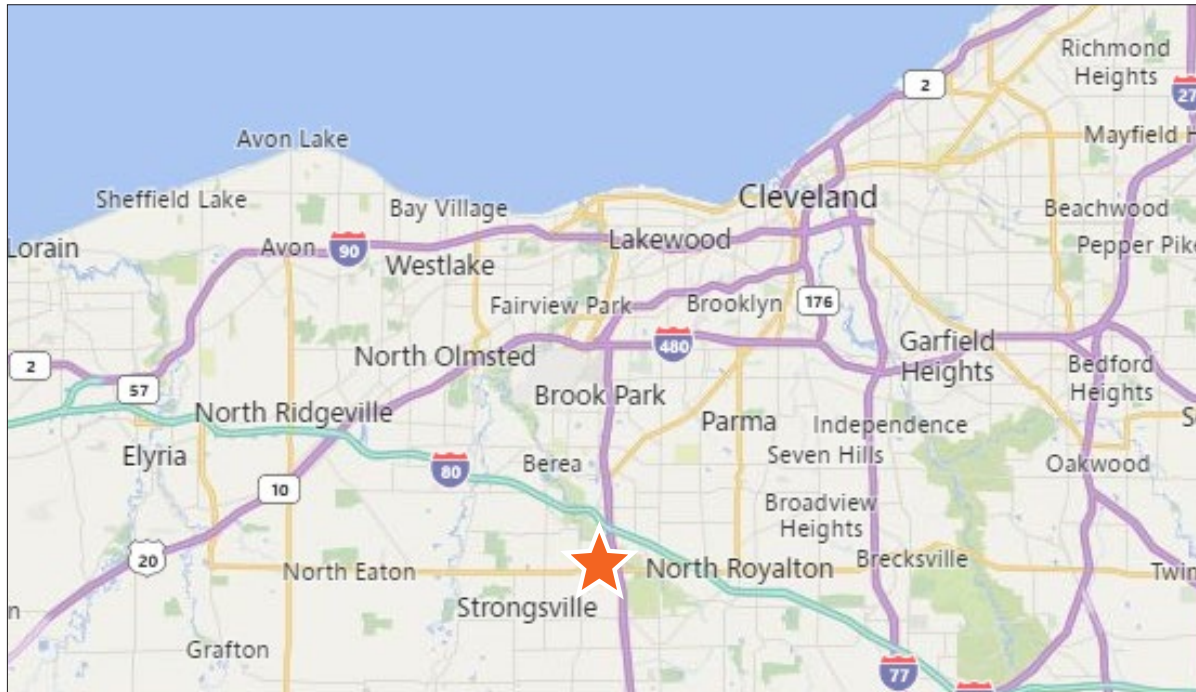 Richmond
Heights
2
27
Avon Lake
Mayfield H
Sheffield Lake
Cleveland
Bay Village
Beachwood
Lorain
Avon
90
Lakewood
Pepper Pike
Westlake
Fairview Park
Brooklyn
176
480
Garfield
Heights
2
North Olmsted
57
Brook Park
Bedford
Heights
North Ridgeville
Parma
Independence
S
Elyria
80
Berea
Seven Hills
Oakwood
10
Broadview
Heights
20
North Eaton
North Royalton
Brecksville
Twin
Strongsville
n
Grafton
77